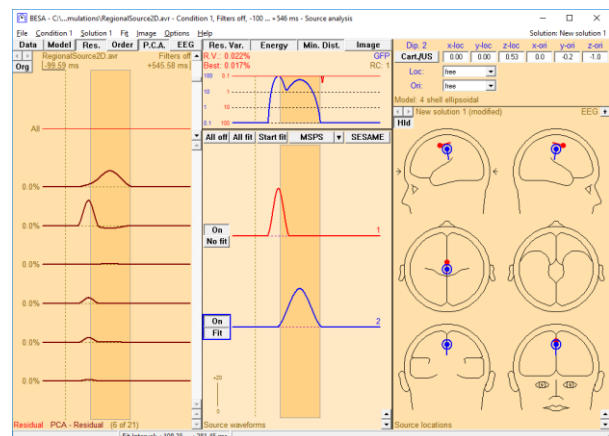 BESA - C:\...mulations\RegionalSource2D.avr - Condition 1, Filters off, -100 ... +546 ms - Source analysis
File Condition 1 Solution 1 Fit Image Options Help
Solution: New solution 1
Data Model Res. Order P.C.A. EEG
Res. Var. Energy Min. Dist. Image
Org
RegionalSource2D.avr
Filters off
-99.59 ms
+545.58 ms
R.V.: 0.022%
GFP
Best: 0.017%
RC: 1
100 0.1
10 1
1 10
0.1 100
All off All fit Start fit MSPS SESAME
All
0.0%
0.0%
0.0%
0.0%
0.0%
0.0%
On
No fit
1
On
Fit
2
+20
0
Residual PCA - Residual (6 of 21)
Source waveforms
Dip. 2 x-loc y-loc z-loc x-ori y-ori z-ori
Cart./US 0.00 0.00 0.53 0.0 -0.2 -1.0
Loc: free
Ori: free
Model: 4 shell ellipsoidal
New solution 1 (modified)
EEG
Hld
Source locations